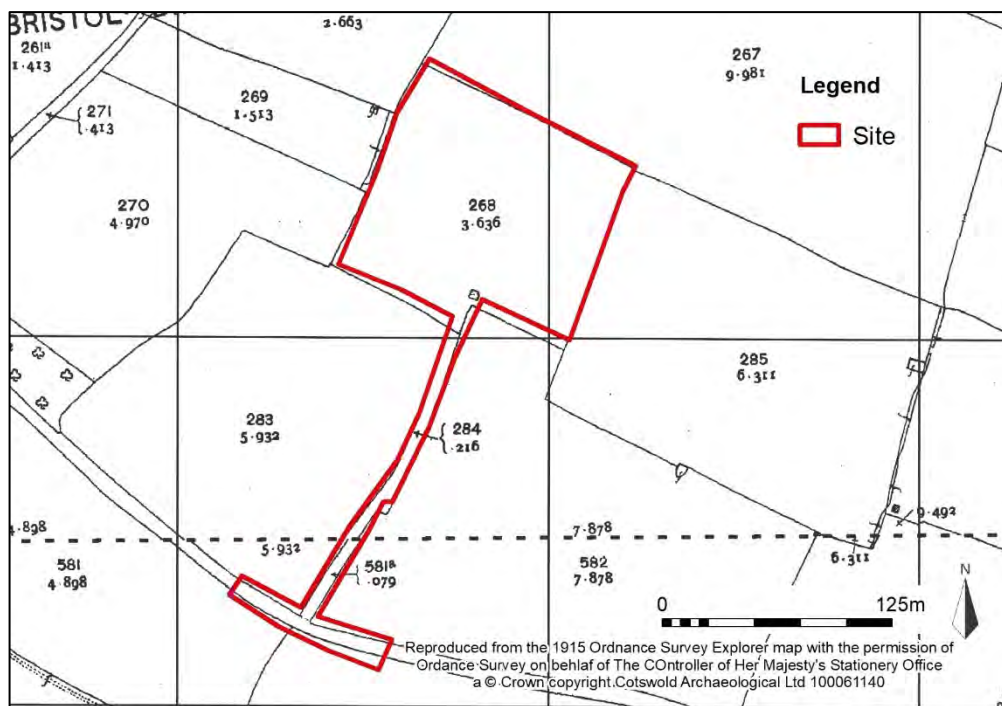 BRISTOL
2.663
261ᴬ
1.413
267
9.981
Legend
Site
271
.413
269
1.513
270
4.970
268
3.636
285
6.311
283
5.932
284
.216
4.898
581
4.898
5.932
581ᴮ
.079
7.878
582
7.878
6.311
9.492
N
0 125m
Reproduced from the 1915 Ordnance Survey Explorer map with the permission of
Ordance Survey on behlaf of The COntroller of Her Majesty's Stationery Office
a © Crown copyright Cotswold Archaeological Ltd 100061140